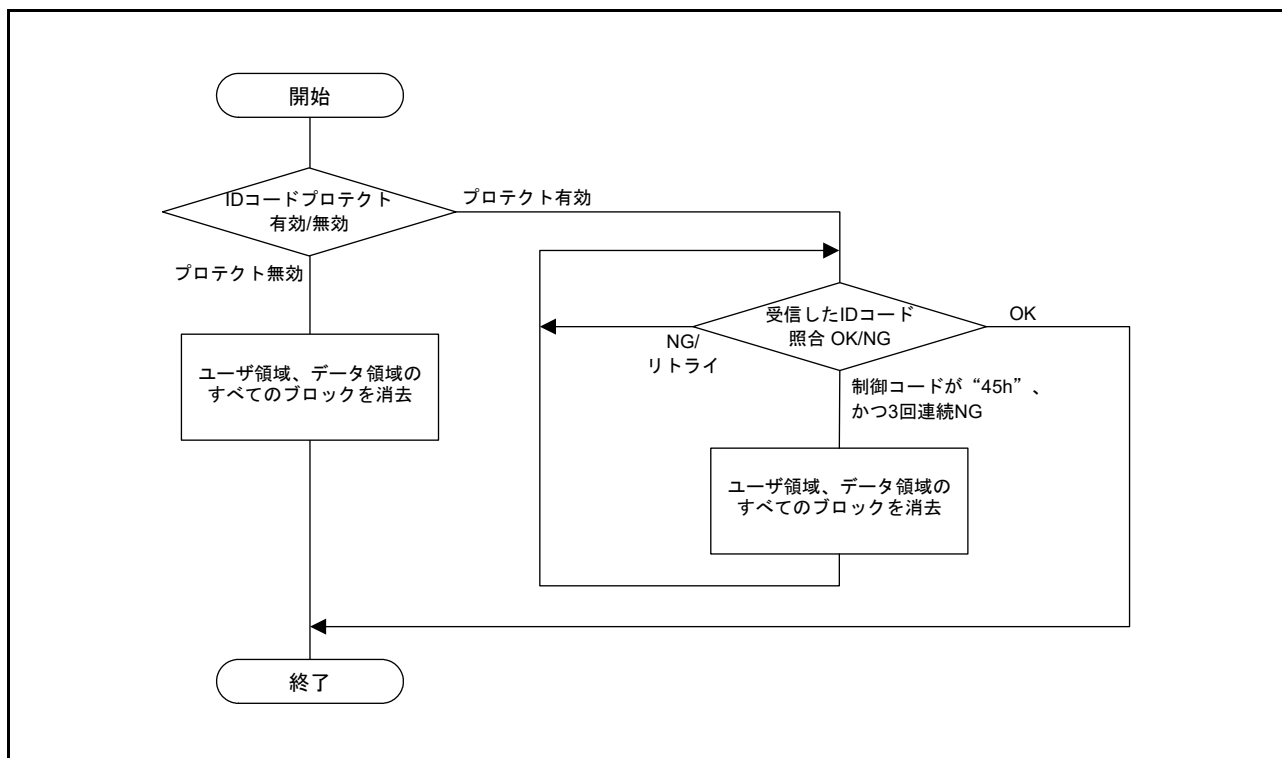 開始
IDコードプロテクト
有効/無効
プロテクト有効
プロテクト無効
ユーザ領域、データ領域の
すべてのブロックを消去
受信したIDコード
照合 OK/NG
OK
NG/
リトライ
制御コードが“45h”、
かつ3回連続NG
ユーザ領域、データ領域の
すべてのブロックを消去
終了